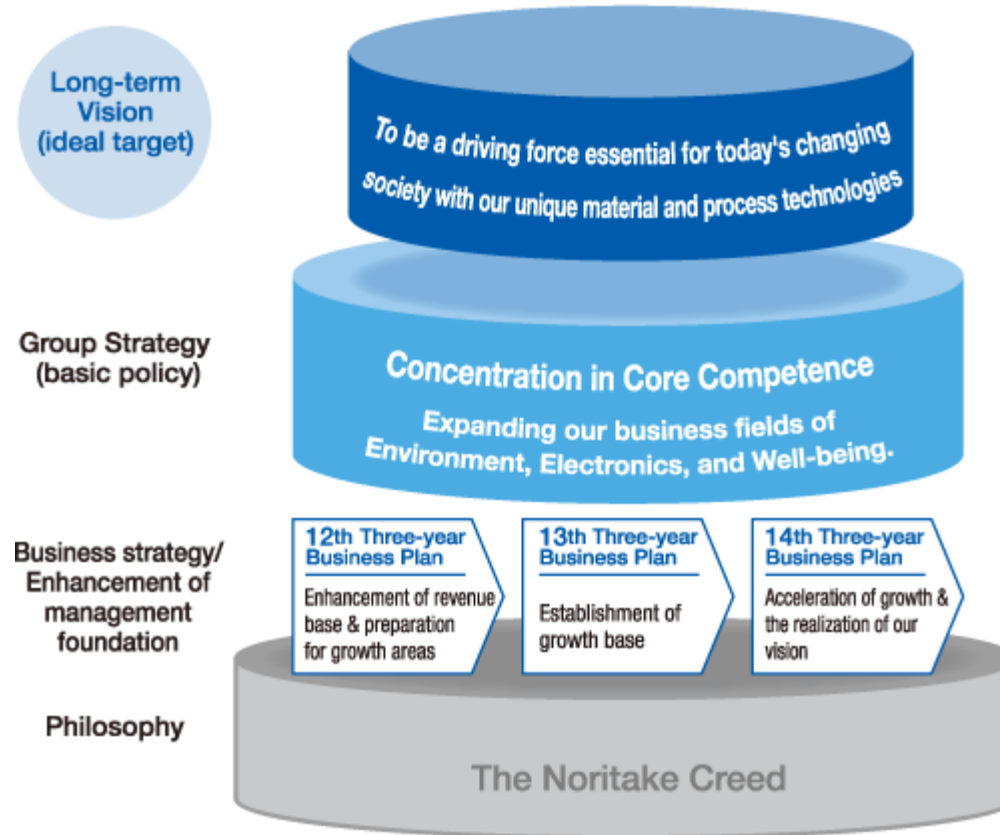 Long-term
Vision
(ideal target)
To be a driving force essential for today's changing
society with our unique material and process technologies
Group Strategy
(basic policy)
Concentration in Core Competence
Expanding our business fields of
Environment, Electronics, and Well-being.
Business strategy/
Enhancement of
management
foundation
12th Three-year
Business Plan
Enhancement of revenue
base & preparation
for growth areas
13th Three-year
Business Plan
Establishment of
growth base
14th Three-year
Business Plan
Acceleration of growth &
the realization of our
vision
Philosophy
The Noritake Creed